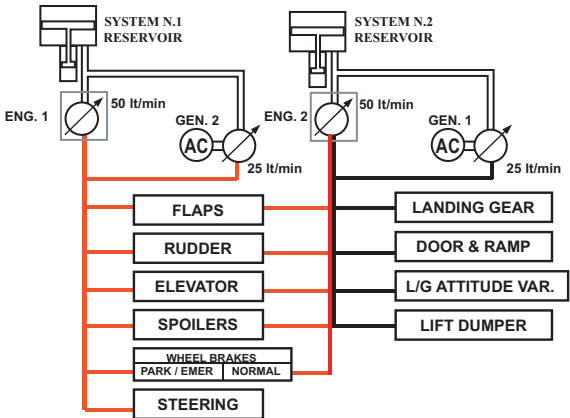 SYSTEM N.1
RESERVOIR
SYSTEM N.2
RESERVOIR
ENG. 1
50 lt/min
GEN. 2
AC
25 lt/min
ENG. 2
50 lt/min
GEN. 1
AC
25 lt/min
FLAPS
RUDDER
ELEVATOR
SPOILERS
WHEEL BRAKES
PARK / EMER
NORMAL
STEERING
LANDING GEAR
DOOR & RAMP
L/G ATTITUDE VAR.
LIFT DUMPER